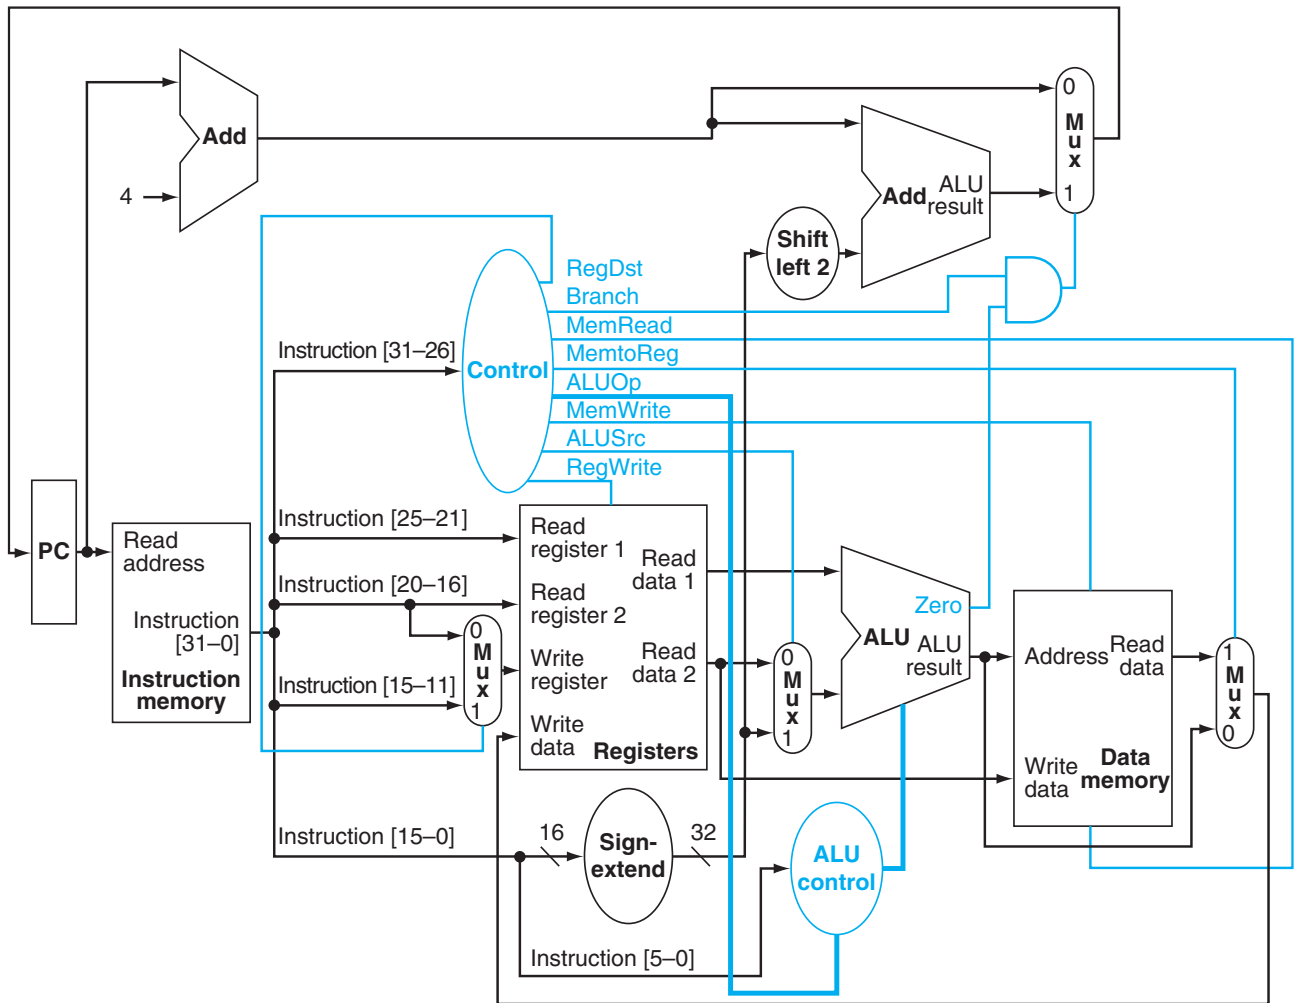 0
M
u
x
1
Add
Add
ALU
result
4
Shift
left 2
RegDst
Branch
MemRead
MemtoReg
ALUOp
MemWrite
ALUSrc
RegWrite
Instruction [31–26]
Control
PC
Read
address
Instruction
[31–0]
Instruction
memory
Instruction [25–21]
Instruction [20–16]
Instruction [15–11]
0
M
u
x
1
Read
register 1
Read
register 2
Write
register
Write
data
Read
data 1
Read
data 2
Registers
0
M
u
x
1
Zero
ALU
ALU
result
Address
Read
data
Write
data
Data
memory
1
M
u
x
0
Instruction [15–0]
16
Sign-
extend
32
ALU
control
Instruction [5–0]